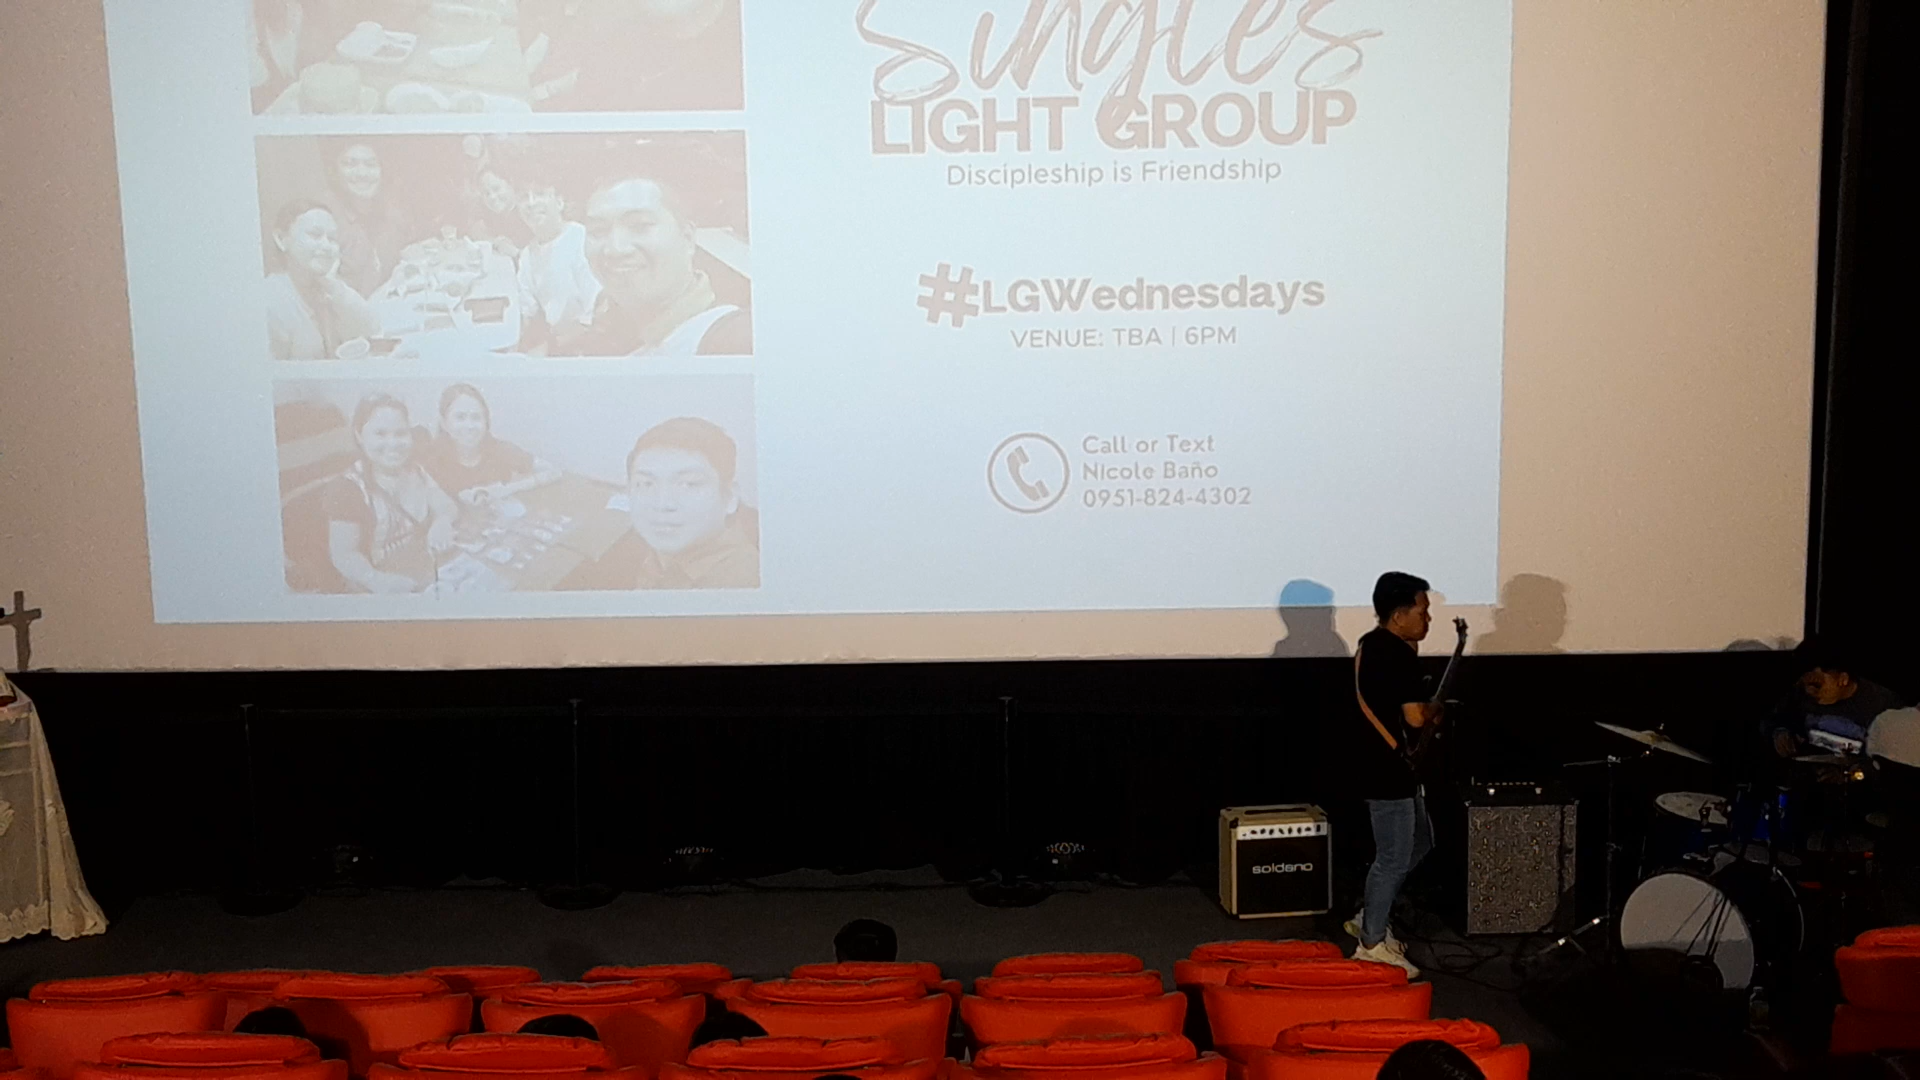 Singles
LIGHT GROUP
Discipleship is Friendship
#LGWednesdays
VENUE: TBA | 6PM
Call or Text
Nicole Baño
0951-824-4302
soldano